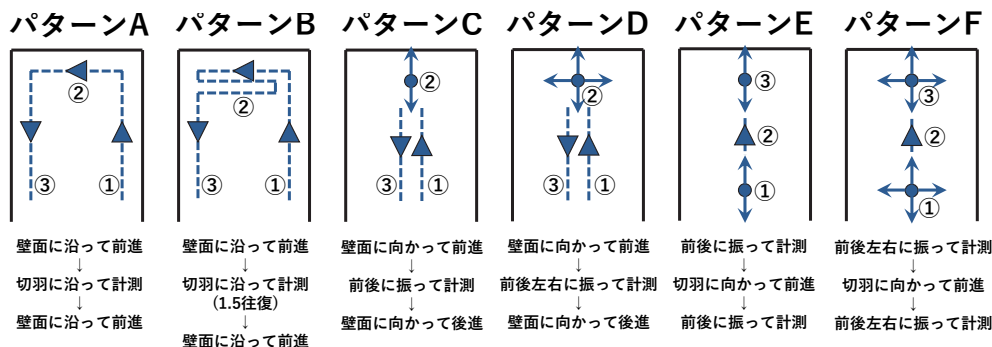 パターンA
②
③
①
壁面に沿って前進
↓
切羽に沿って計測
↓
壁面に沿って前進
パターンB
②
③
①
壁面に沿って前進
↓
切羽に沿って計測
(1.5往復)
↓
壁面に沿って前進
パターンC
②
③
①
壁面に向かって前進
↓
前後に振って計測
↓
壁面に向かって後進
パターンD
②
③
①
壁面に向かって前進
↓
前後左右に振って計測
↓
壁面に向かって後進
パターンE
③
②
①
前後に振って計測
↓
切羽に向かって前進
↓
前後に振って計測
パターンF
③
②
①
前後左右に振って計測
↓
切羽に向かって前進
↓
前後左右に振って計測